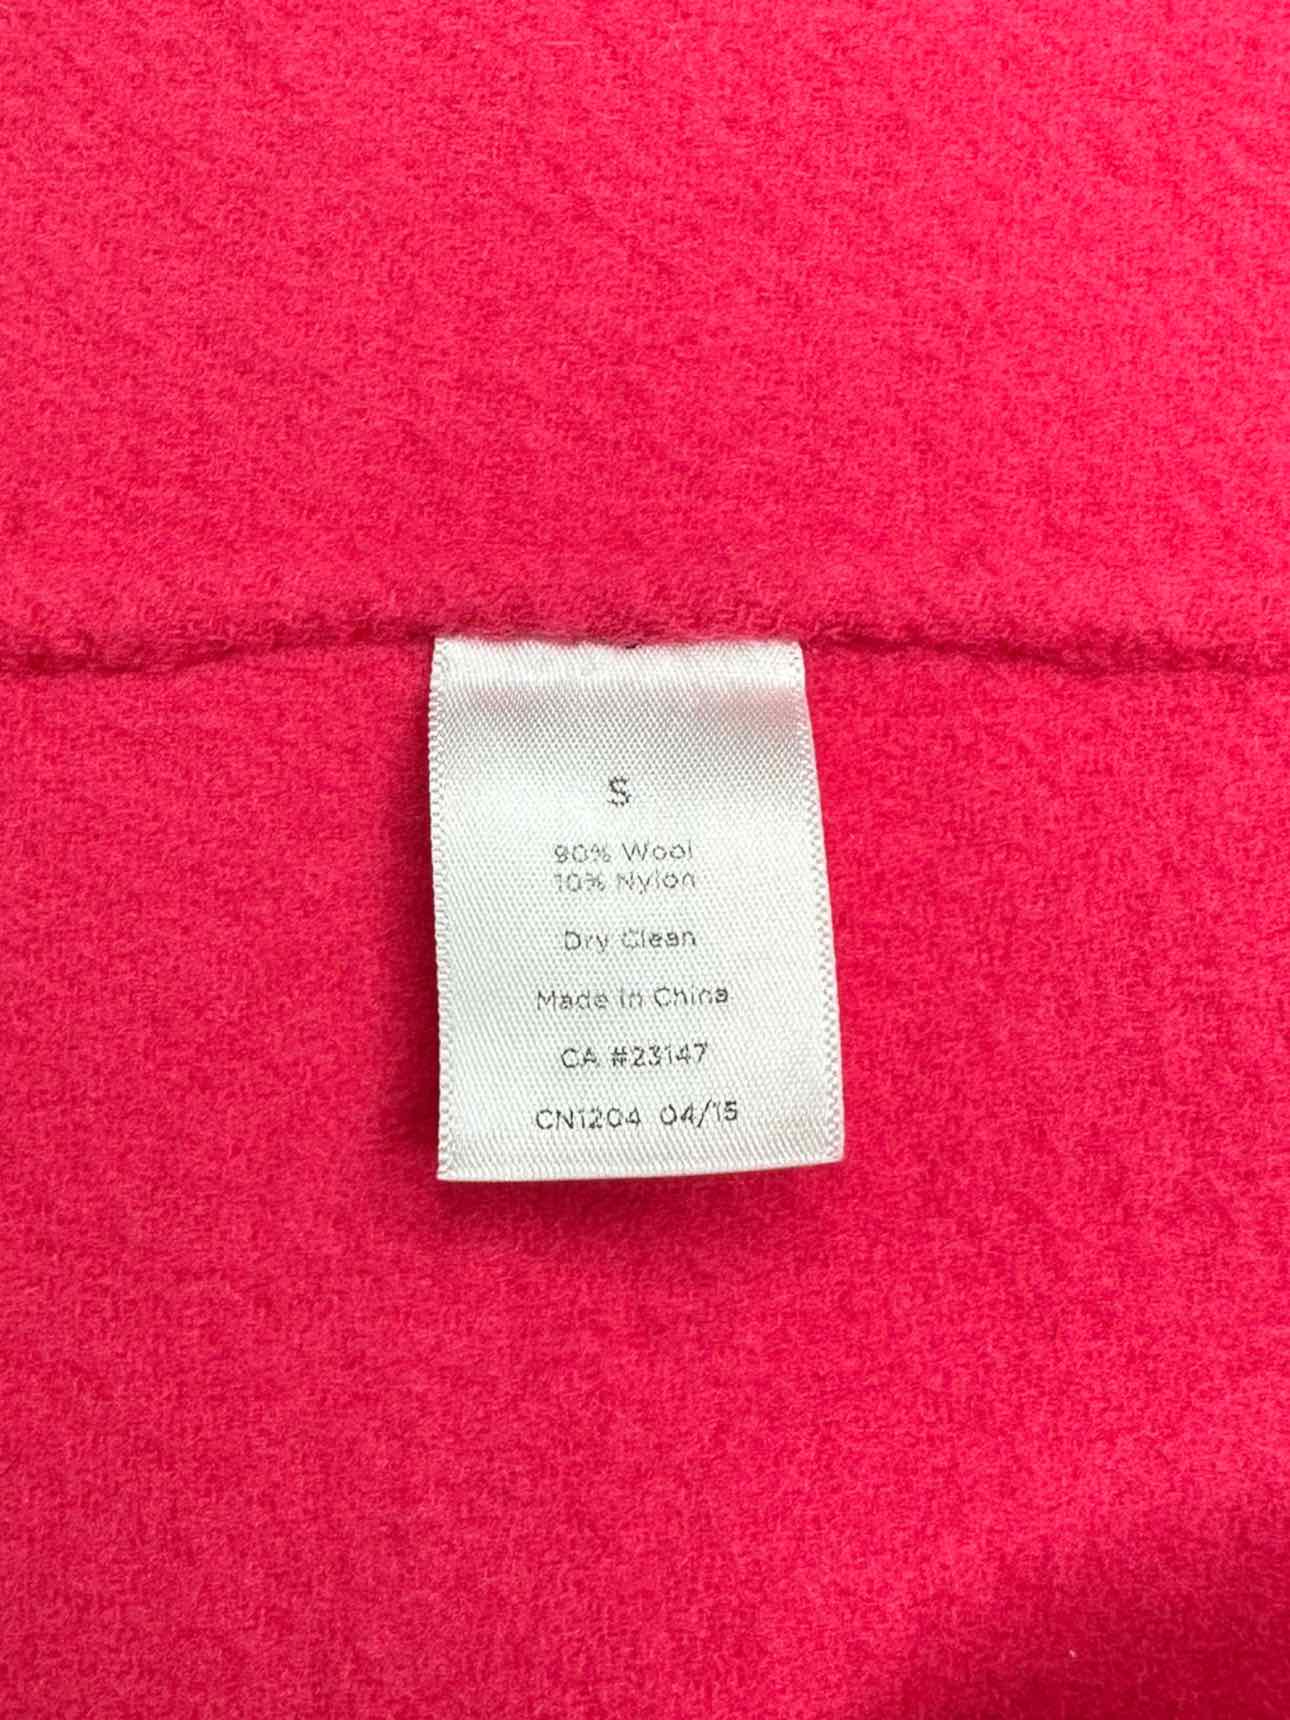 S
90% Wool
10% Nylon
Dry Clean
Made in China
CA #23147
CN1204 04/15